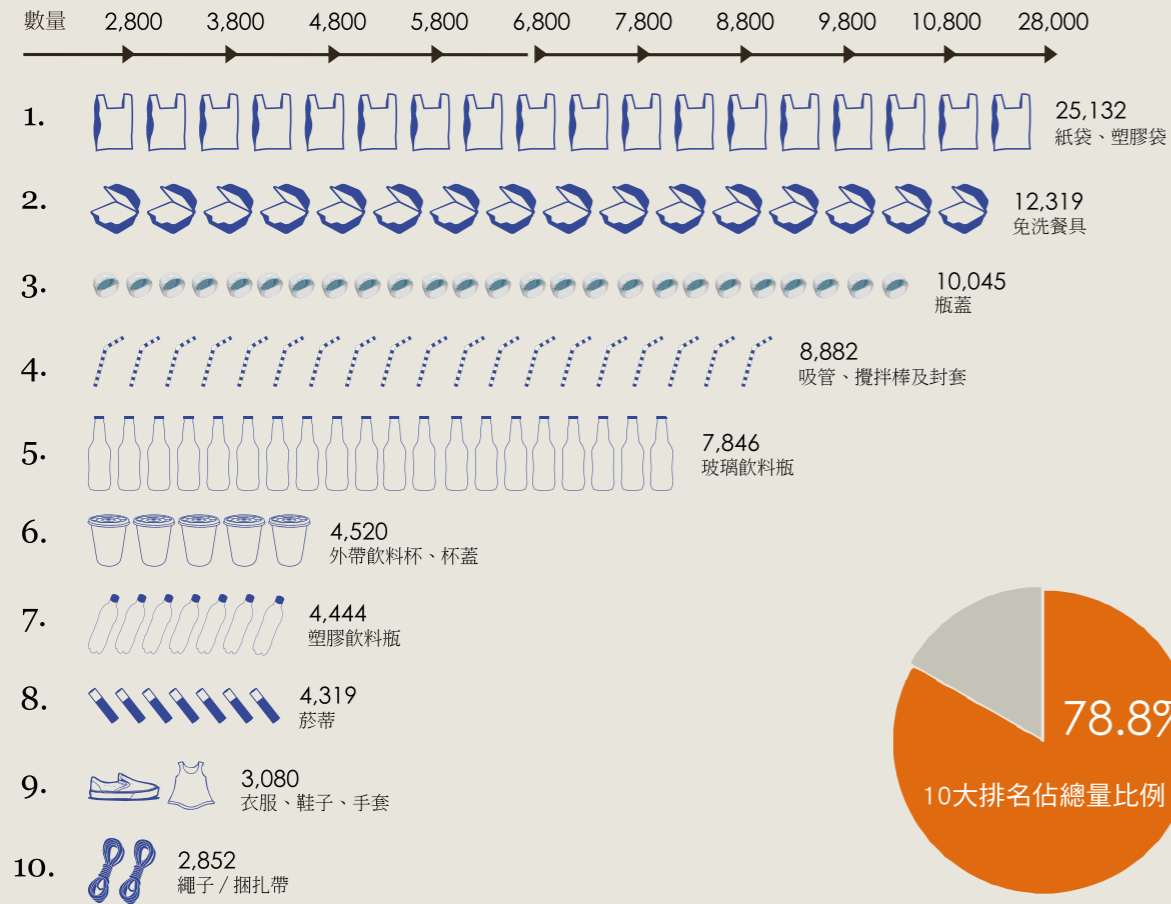 數量 2,800 3,800 4,800 5,800 6,800 7,800 8,800 9,800 10,800 28,000
1.
25,132
紙袋、塑膠袋
2.
12,319
免洗餐具
3.
10,045
瓶蓋
4.
8,882
吸管、攪拌棒及封套
5.
7,846
玻璃飲料瓶
6.
4,520
外帶飲料杯、杯蓋
7.
4,444
塑膠飲料瓶
8.
4,319
菸蒂
9.
3,080
衣服、鞋子、手套
10.
2,852
繩子 / 捆扎帶
78.8%
10大排名佔總量比例